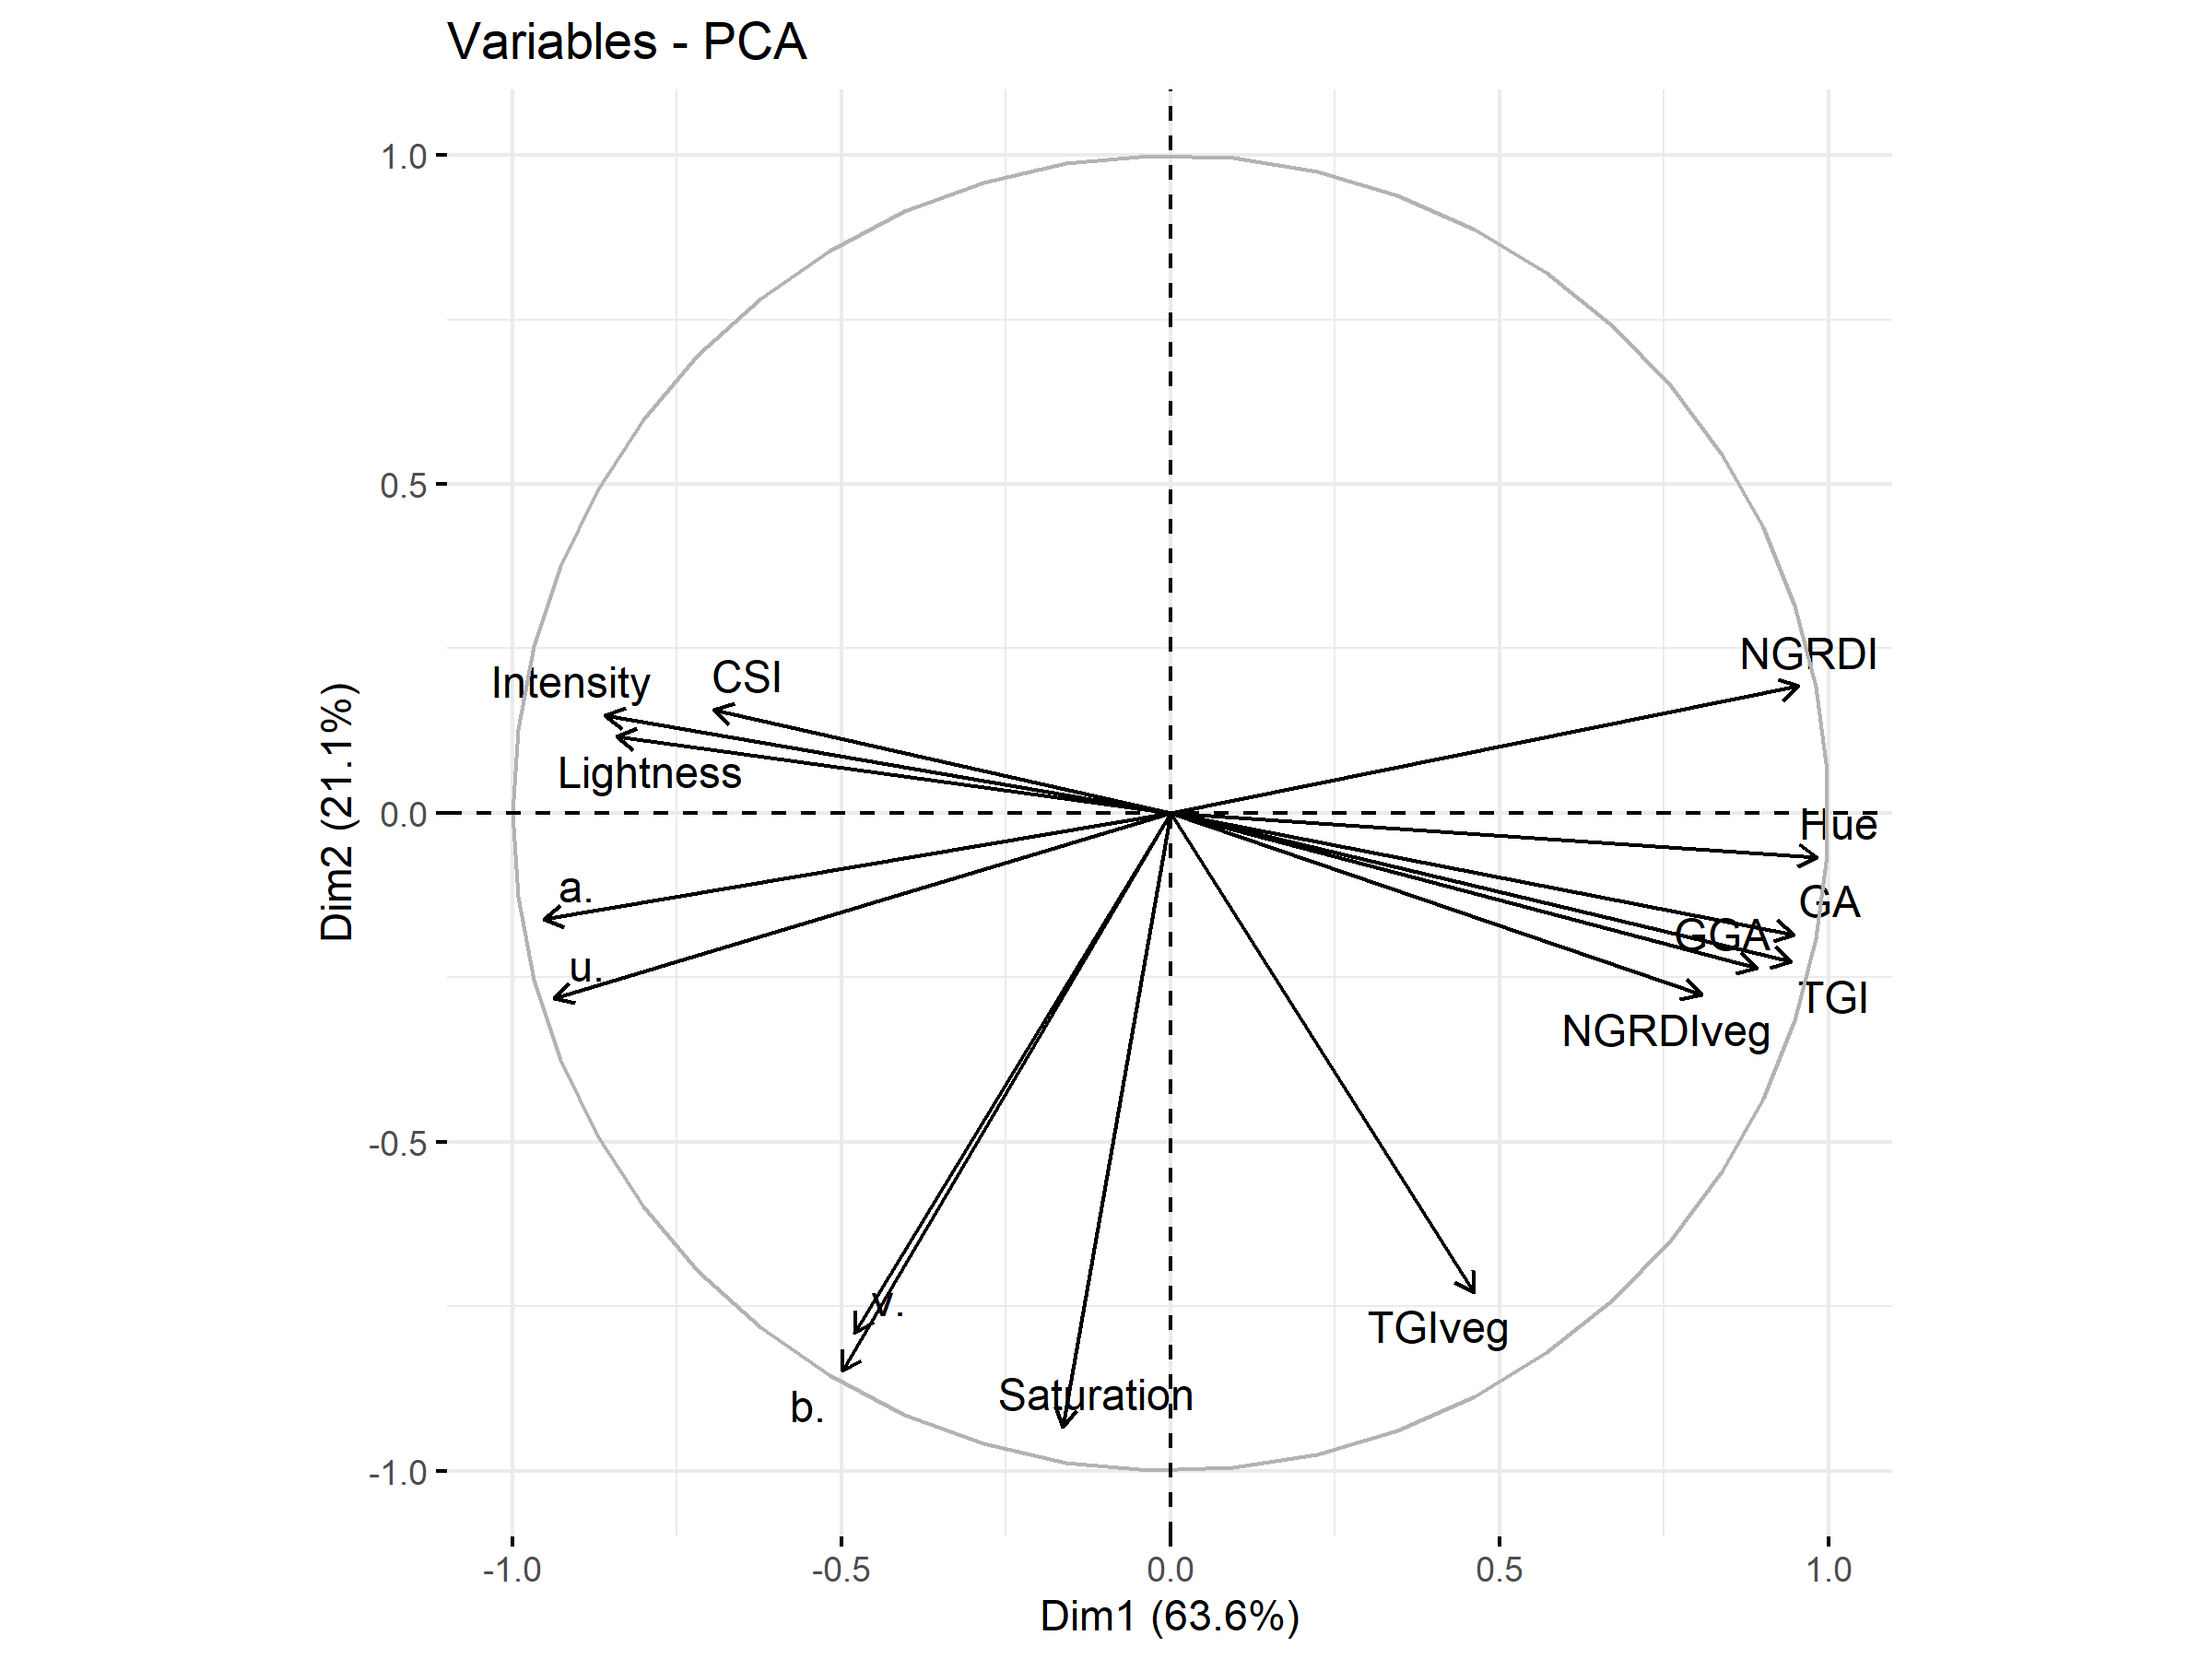 Variables - PCA
1.0
0.5
0.0
-0.5
-1.0
Dim2 (21.1%)
NGRDI
CSI
Intensity
Lightness
Hue
a.
GA
GGA
u.
TGI
NGRDIveg
v.
TGIveg
Saturation
b.
-1.0
-0.5
0.0
0.5
1.0
Dim1 (63.6%)